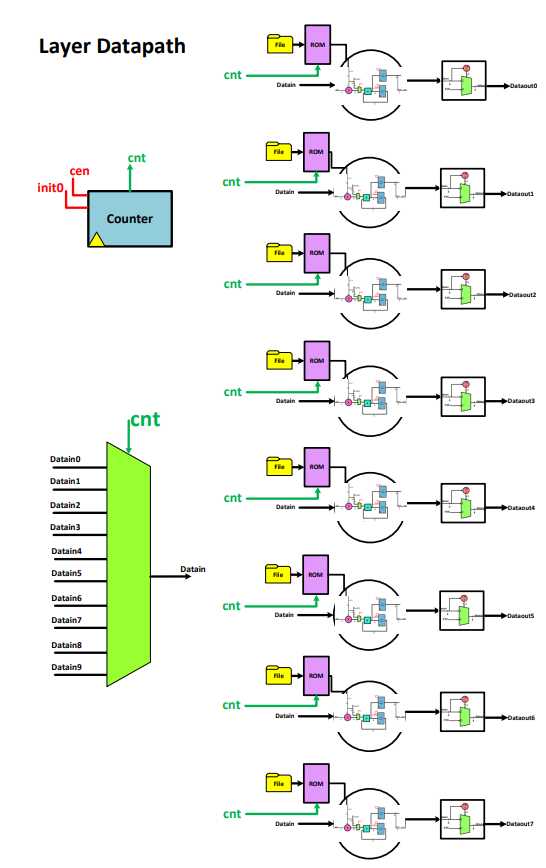 Layer Datapath
cnt
cen
init0
Counter
cnt
Datain0
Datain1
Datain2
Datain3
Datain4
Datain5
Datain6
Datain7
Datain8
Datain9
Datain
File
ROM
cnt
Datain
Dataout0
File
ROM
cnt
Datain
Dataout1
File
ROM
cnt
Datain
Dataout2
File
ROM
cnt
Datain
Dataout3
File
ROM
cnt
Datain
Dataout4
File
ROM
cnt
Datain
Dataout5
File
ROM
cnt
Datain
Dataout6
File
ROM
cnt
Datain
Dataout7